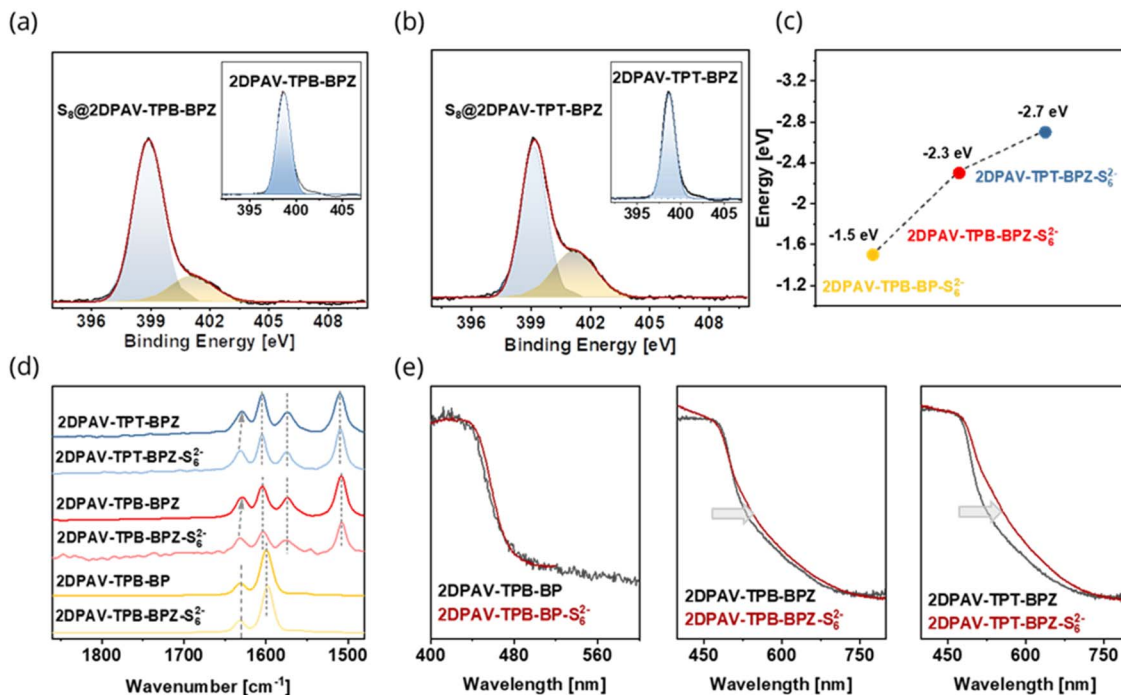 (a)
S₈@2DPAV-TPB-BPZ
2DPAV-TPB-BPZ
395 400 405
396 399 402 405 408
Binding Energy [eV]
(b)
S₈@2DPAV-TPT-BPZ
2DPAV-TPT-BPZ
395 400 405
396 399 402 405 408
Binding Energy [eV]
(c)
Energy [eV]
-3.2
-2.8
-2.4
-2
-1.6
-1.2
-2.7 eV
-2.3 eV
2DPAV-TPT-BPZ-S₆²⁻
-1.5 eV
2DPAV-TPB-BPZ-S₆²⁻
2DPAV-TPB-BP-S₆²⁻
(d)
2DPAV-TPT-BPZ
2DPAV-TPT-BPZ-S₆²⁻
2DPAV-TPB-BPZ
2DPAV-TPB-BPZ-S₆²⁻
2DPAV-TPB-BP
2DPAV-TPB-BPZ-S₆²⁻
1800 1700 1600 1500
Wavenumber [cm⁻¹]
(e)
2DPAV-TPB-BP
2DPAV-TPB-BP-S₆²⁻
400 480 560
Wavelength [nm]
2DPAV-TPB-BPZ
2DPAV-TPB-BPZ-S₆²⁻
450 600 750
Wavelength [nm]
2DPAV-TPT-BPZ
2DPAV-TPT-BPZ-S₆²⁻
450 600 750
Wavelength [nm]